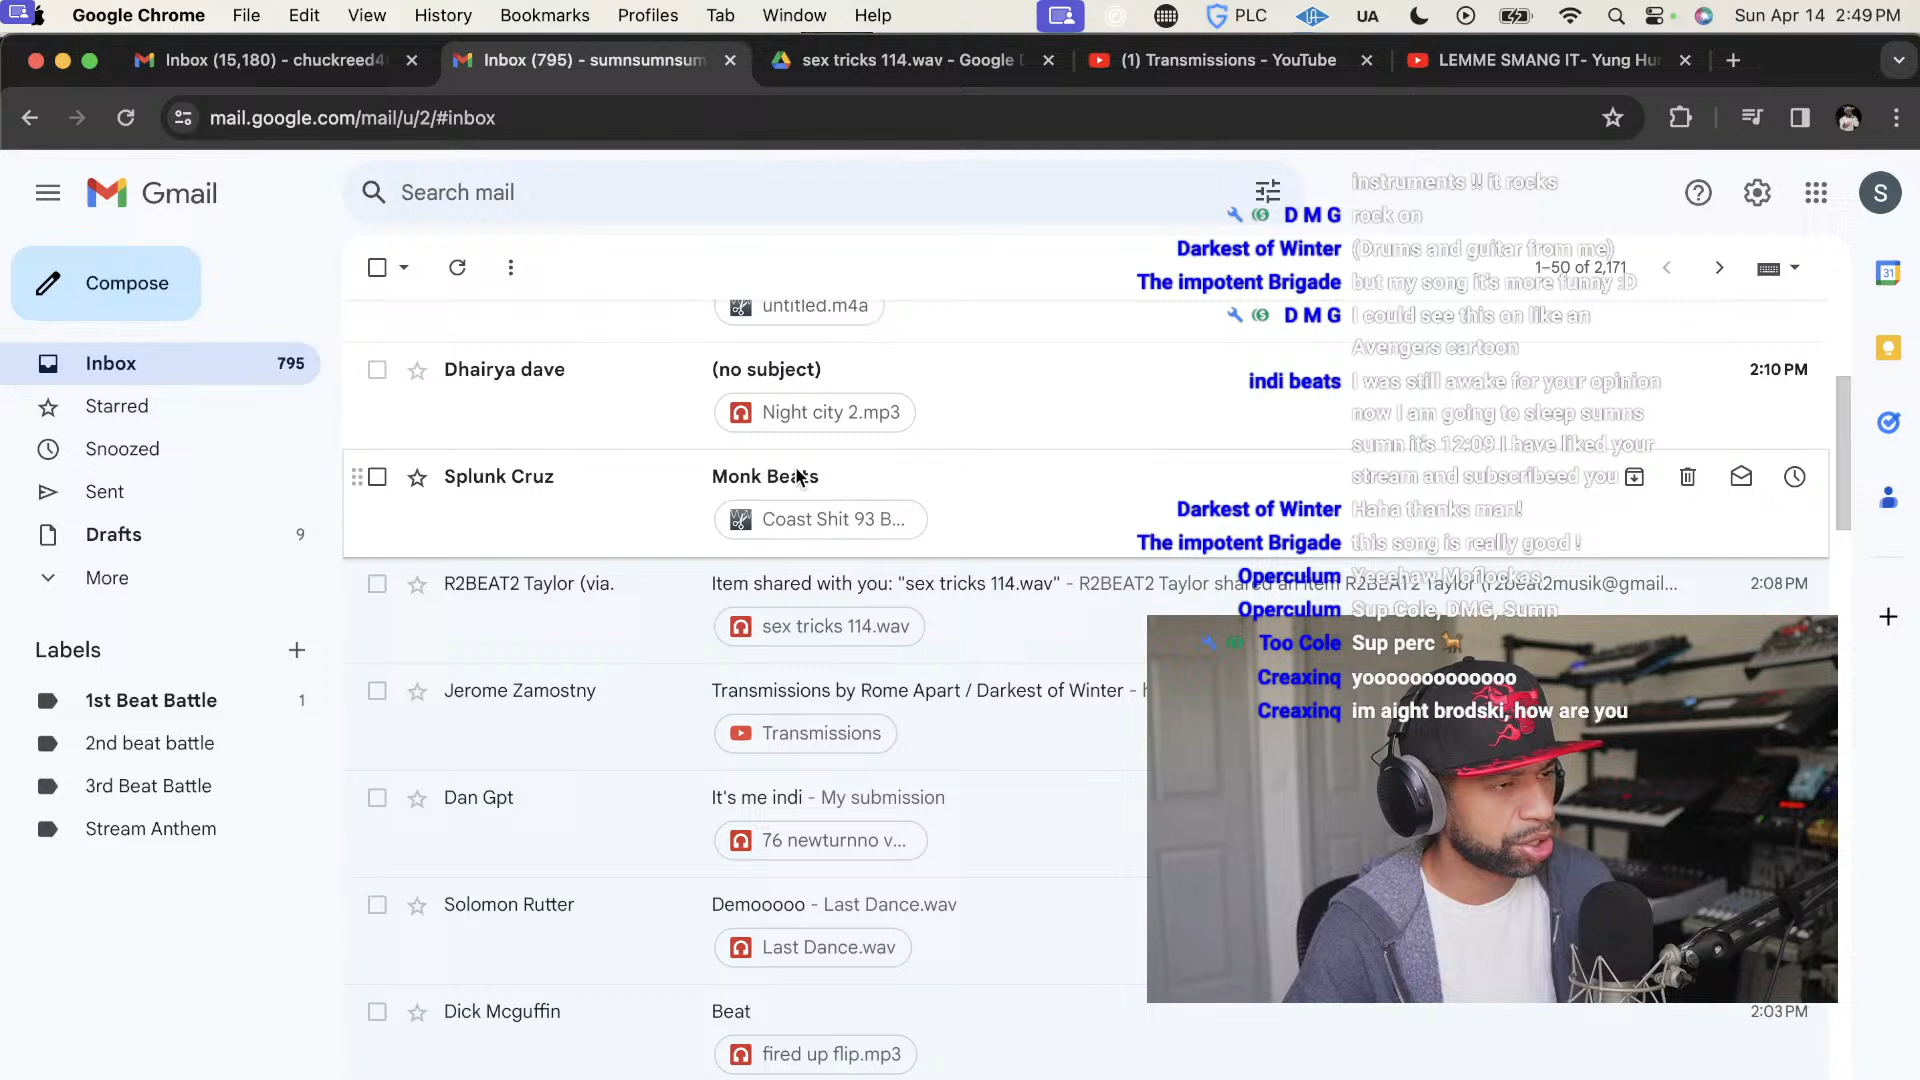 Google Chrome File Edit View History Bookmarks Profiles Tab Window Help PLC UA Sun Apr 14 2:49 PM
Inbox (15,180) - chuckreed4
Inbox (795) - sumnsumnsum
sex tricks 114.wav - Google D
(1) Transmissions - YouTube
LEMME SMANG IT- Yung Hu
mail.google.com/mail/u/2/#inbox
Gmail
Search mail
S
Compose
Inbox 795
Starred
Snoozed
Sent
Drafts 9
More
Labels
1st Beat Battle 1
2nd beat battle
3rd Beat Battle
Stream Anthem
1–50 of 2,171
31
untitled.m4a
Dhairya dave (no subject) 2:10 PM
Night city 2.mp3
Splunk Cruz Monk Beats
Coast Shit 93 B...
R2BEAT2 Taylor (via. Item shared with you: "sex tricks 114.wav" - R2BEAT2 Taylor shared an item R2BEAT2 Taylor (r2beat2musik@gmail... 2:08 PM
sex tricks 114.wav
Jerome Zamostny Transmissions by Rome Apart / Darkest of Winter -
Transmissions
Dan Gpt It's me indi - My submission
76 newturnno v...
Solomon Rutter Demooooo - Last Dance.wav
Last Dance.wav
Dick Mcguffin Beat 2:03 PM
fired up flip.mp3
instruments !! it rocks
D M G rock on
Darkest of Winter (Drums and guitar from me)
The impotent Brigade but my song it's more funny :D
D M G I could see this on like an
Avengers cartoon
indi beats I was still awake for your opinion
now I am going to sleep sumns
sumn it's 12:09 I have liked your
stream and subscribeed you
Darkest of Winter Haha thanks man!
The impotent Brigade this song is really good !
Operculum Yeeehaw Moflockas
Operculum Sup Cole, DMG, Sumn
Too Cole Sup perc
Creaxinq yooooooooooooo
Creaxinq im aight brodski, how are you